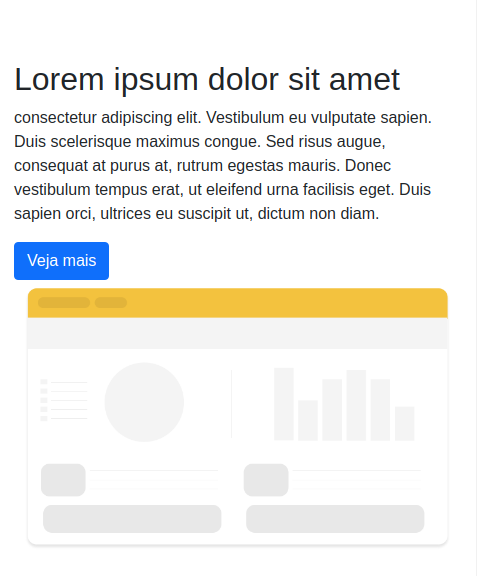 Lorem ipsum dolor sit amet
consectetur adipiscing elit. Vestibulum eu vulputate sapien.
Duis scelerisque maximus congue. Sed risus augue,
consequat at purus at, rutrum egestas mauris. Donec
vestibulum tempus erat, ut eleifend urna facilisis eget. Duis
sapien orci, ultrices eu suscipit ut, dictum non diam.
Veja mais